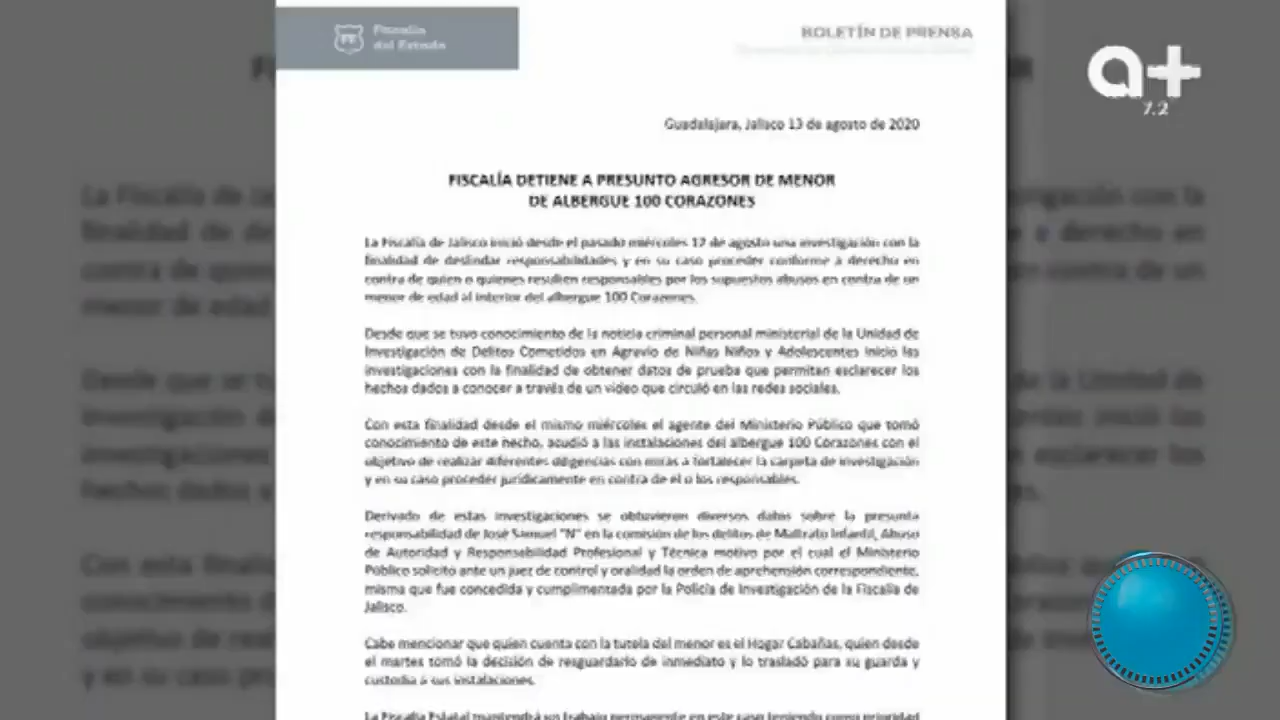 Fiscalía
del Estado
BOLETÍN DE PRENSA
a+
7.2
Guadalajara, Jalisco 13 de agosto de 2020
FISCALÍA DETIENE A PRESUNTO AGRESOR DE MENOR
DE ALBERGUE 100 CORAZONES
La Fiscalía de Jalisco inició desde el pasado miércoles 12 de agosto una investigación con la
finalidad de deslindar responsabilidades y en su caso proceder conforme a derecho en
contra de quien o quienes resulten responsables por los supuestos abusos en contra de un
menor de edad al interior del albergue 100 Corazones.
Desde que se tuvo conocimiento de la noticia criminal personal ministerial de la Unidad de
Investigación de Delitos Cometidos en Agravio de Niñas Niños y Adolescentes inició las
investigaciones con la finalidad de obtener datos de prueba que permitan esclarecer los
hechos dados a conocer a través de un video que circuló en las redes sociales.
Con esta finalidad desde el mismo miércoles el agente del Ministerio Público que tomó
conocimiento de este hecho, acudió a las instalaciones del albergue 100 Corazones con el
objetivo de realizar diferentes diligencias con miras a fortalecer la carpeta de investigación
y en su caso proceder jurídicamente en contra de él o los responsables.
Derivado de estas investigaciones se obtuvieron diversos datos sobre la presunta
responsabilidad de José Samuel "N" en la comisión de los delitos de Maltrato Infantil, Abuso
de Autoridad y Responsabilidad Profesional y Técnica motivo por el cual el Ministerio
Público solicitó ante un juez de control y oralidad la orden de aprehensión correspondiente,
misma que fue concedida y cumplimentada por la Policía de Investigación de la Fiscalía de
Jalisco.
Cabe mencionar que quien cuenta con la tutela del menor es el Hogar Cabañas, quien desde
el martes tomó la decisión de resguardarlo de inmediato y lo trasladó para su guarda y
custodia a sus instalaciones.
La Fiscalía Estatal mantendrá un trabajo permanente en este caso teniendo como prioridad